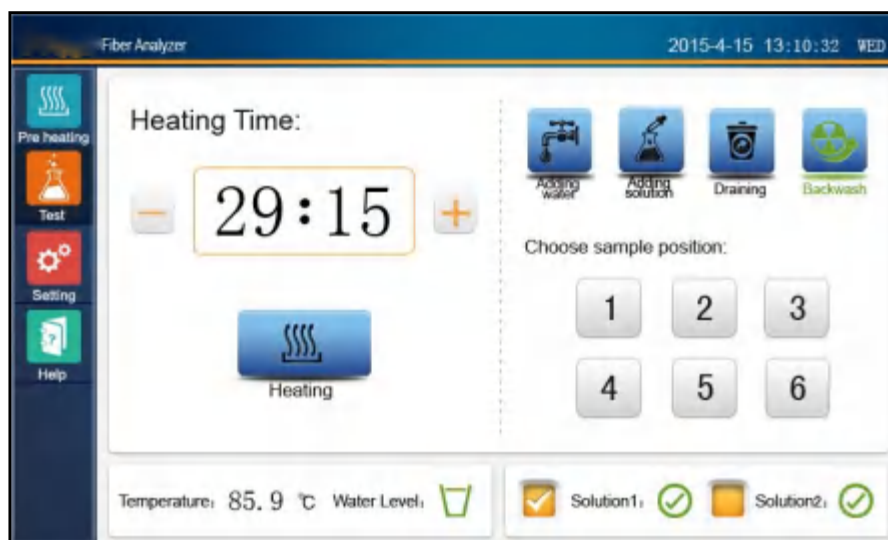 Fiber Analyzer
2015-4-15 13:10:32 WED
Pre heating
Test
Setting
Help
Heating Time:
29:15
Heating
Adding water
Adding solution
Draining
Backwash
Choose sample position:
1 2 3
4 5 6
Temperature: 85.9 ℃ Water Level:
Solution1: Solution2: